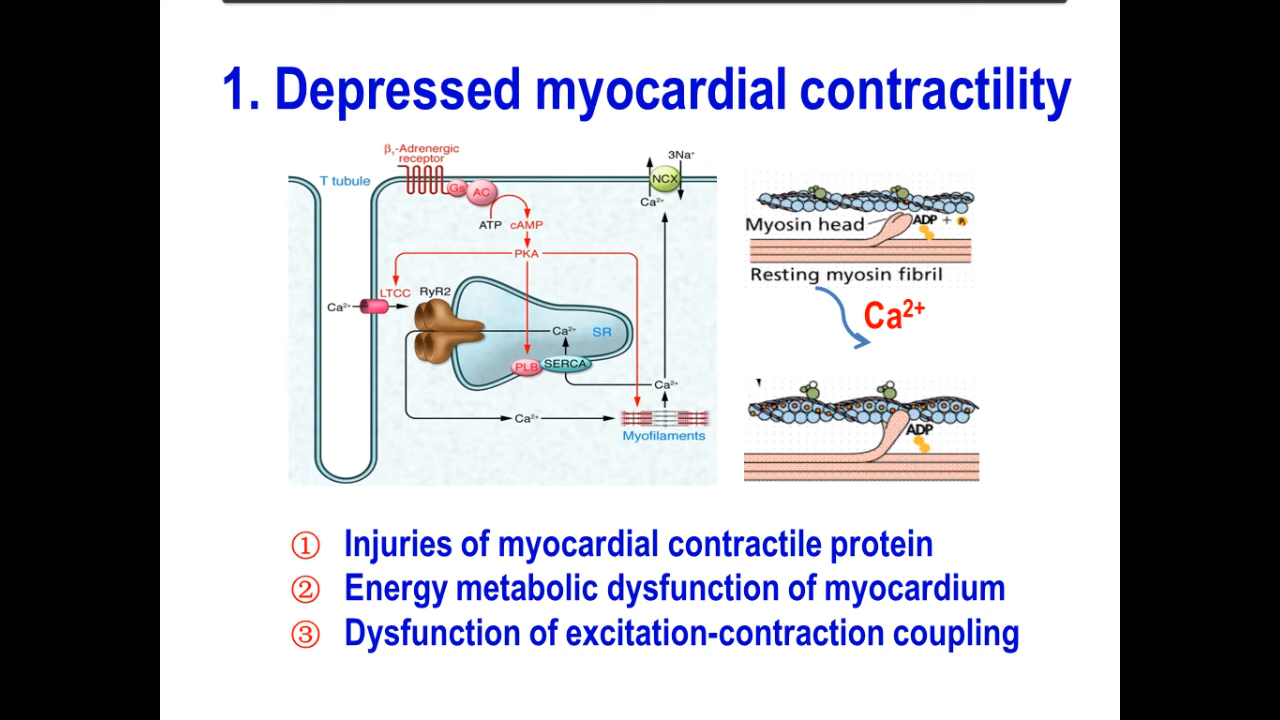 1. Depressed myocardial contractility
β₁-Adrenergic
receptor
T tubule
Gs
AC
ATP
cAMP
PKA
3Na⁺
NCX
Ca²⁺
LTCC
RyR2
Ca²⁺
Ca²⁺
SR
PLB
SERCA
Ca²⁺
Ca²⁺
Myofilaments
Myosin head
ADP + Pᵢ
Resting myosin fibril
Ca²⁺
ADP
① Injuries of myocardial contractile protein
② Energy metabolic dysfunction of myocardium
③ Dysfunction of excitation-contraction coupling